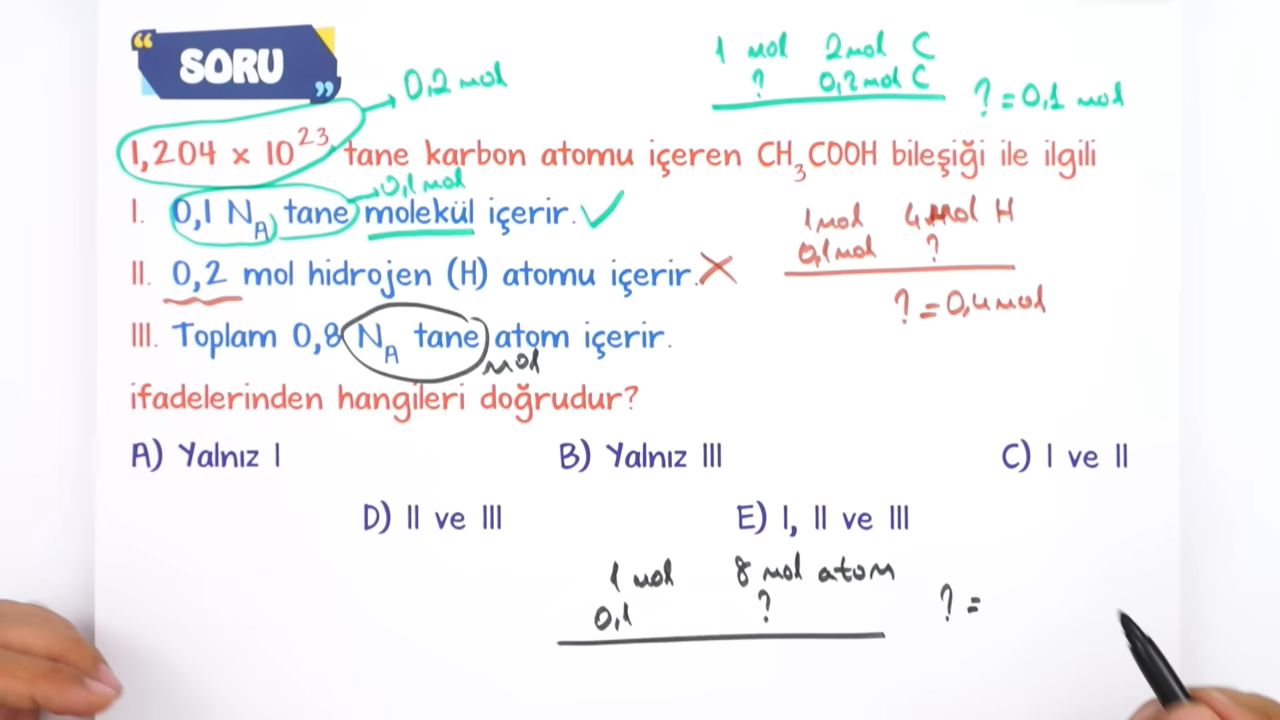 “ SORU ”
0,2 mol
1 mol 2mol C
? 0,2mol C
? = 0,1 mol
1,204 x 10²³ tane karbon atomu içeren CH₃COOH bileşiği ile ilgili
0,1 mol
I. 0,1 N_A tane molekül içerir. ✓
1mol 4 mol H
0,1mol ?
? = 0,4mol
II. 0,2 mol hidrojen (H) atomu içerir. X
III. Toplam 0,8 N_A tane atom içerir.
mol
ifadelerinden hangileri doğrudur?
A) Yalnız I B) Yalnız III C) I ve II
D) II ve III E) I, II ve III
1 mol 8 mol atom
0,1 ?
? =